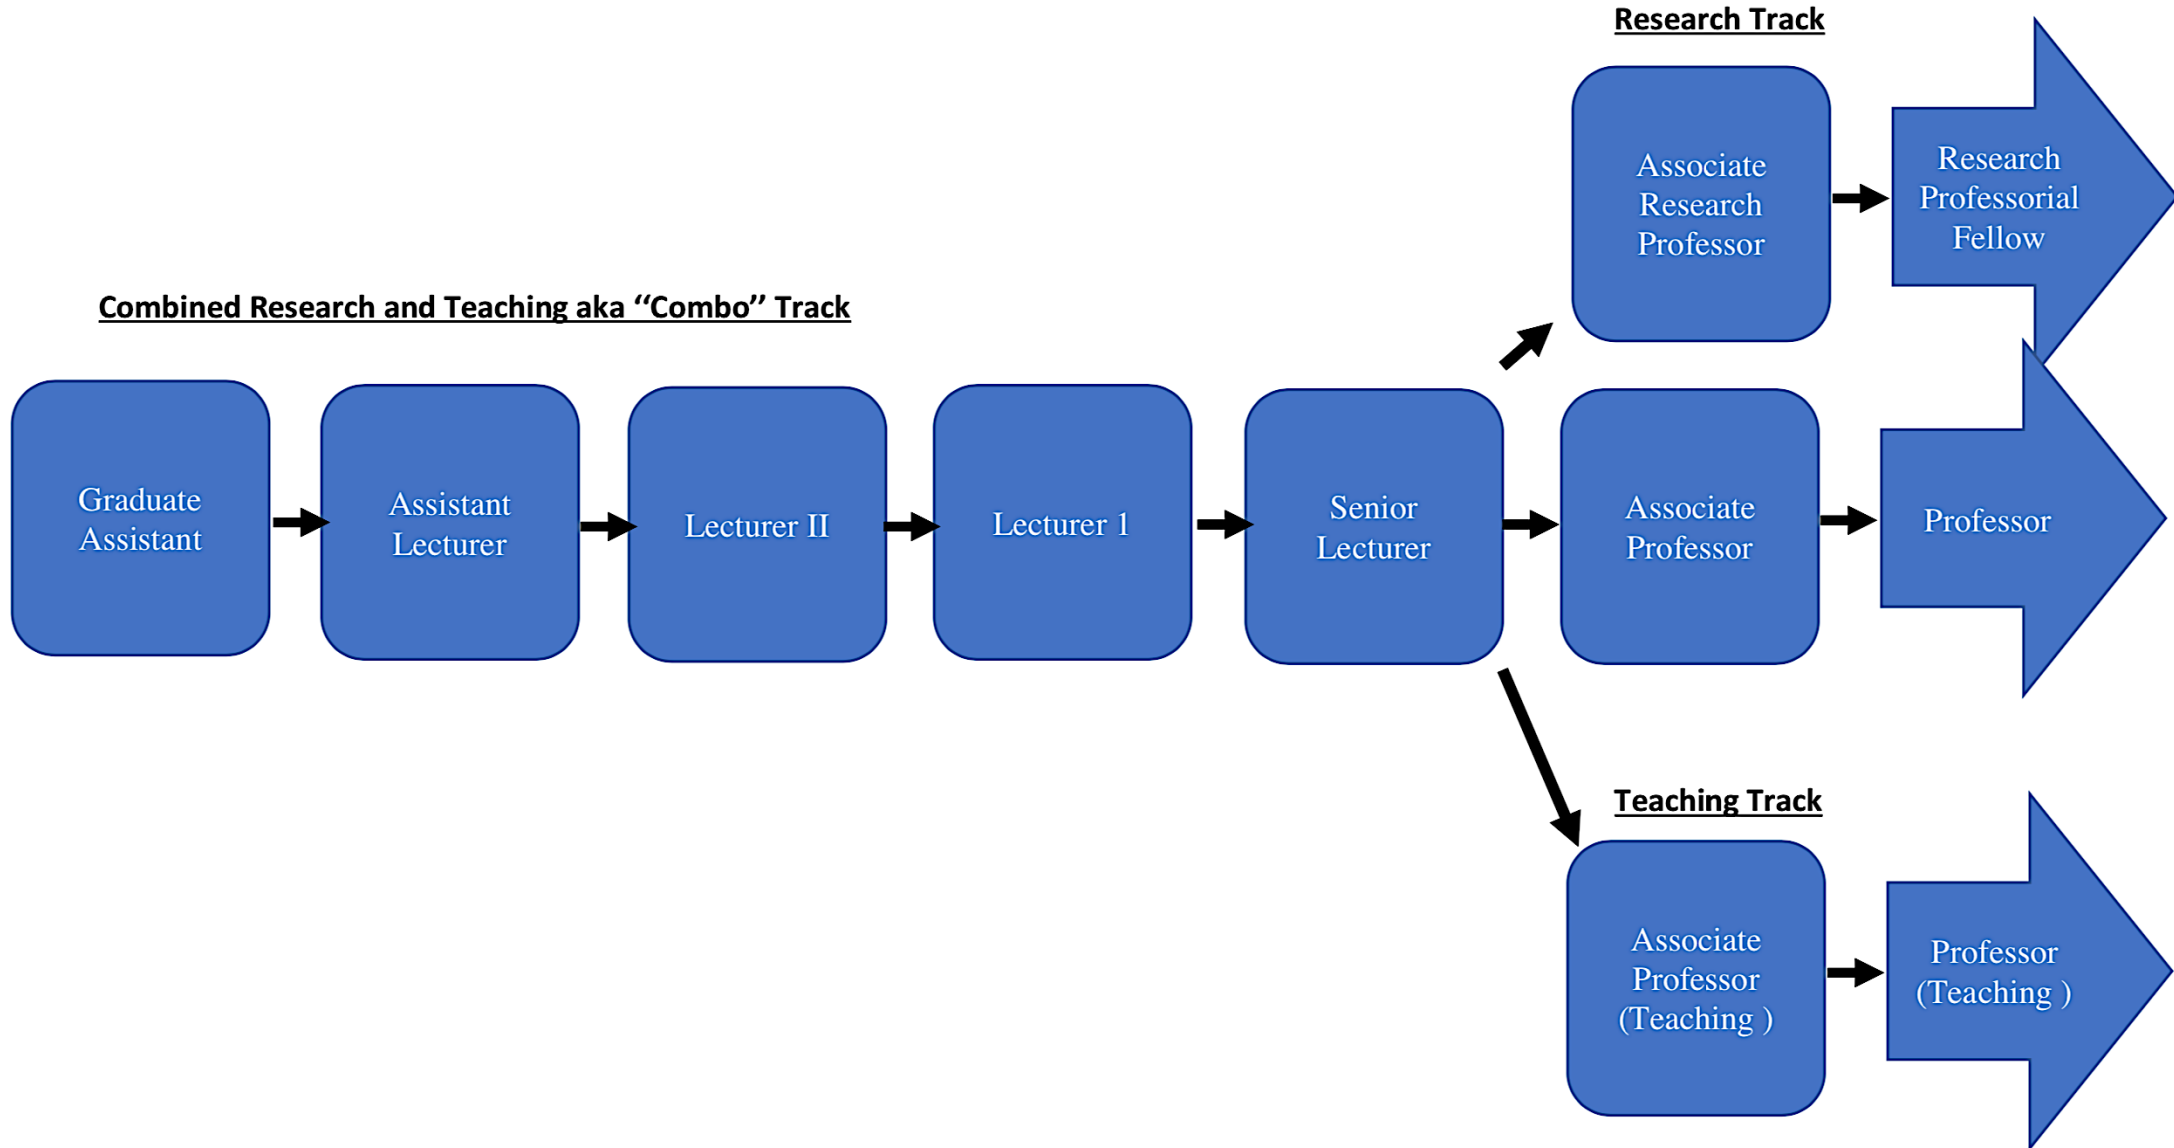 Research Track
Associate
Research
Professor
Research
Professorial
Fellow
Combined Research and Teaching aka “Combo” Track
Graduate
Assistant
Assistant
Lecturer
Lecturer II
Lecturer 1
Senior
Lecturer
Associate
Professor
Professor
Teaching Track
Associate
Professor
(Teaching )
Professor
(Teaching )